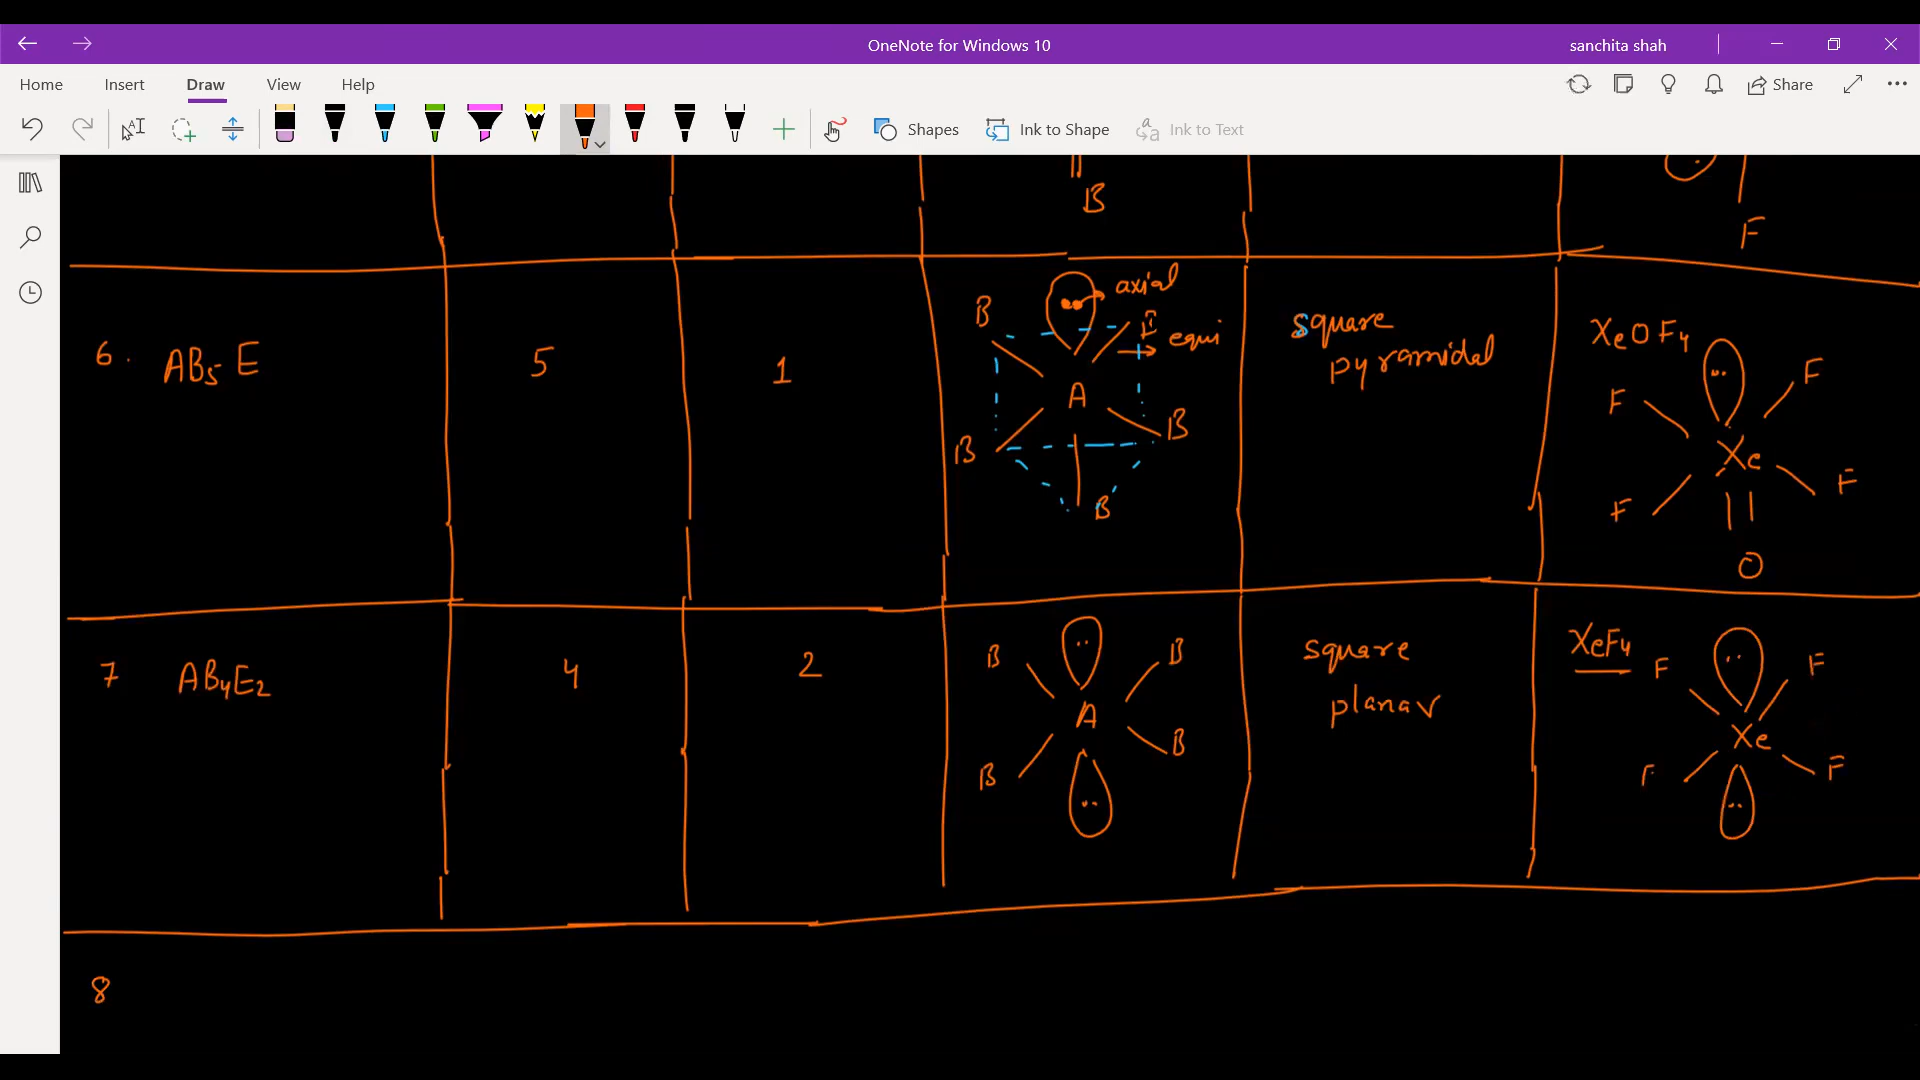 OneNote for Windows 10
sanchita shah
Home Insert Draw View Help
Share
Shapes
Ink to Shape
Ink to Text
B
F
6. AB5 E
5
1
axial
B
equi
A
B
B
B
square
pyramidal
XeOF4
F
F
Xe
F
F
O
7 AB4E2
4
2
B
B
A
B
B
square
planar
XeF4
F
F
Xe
F
F
8